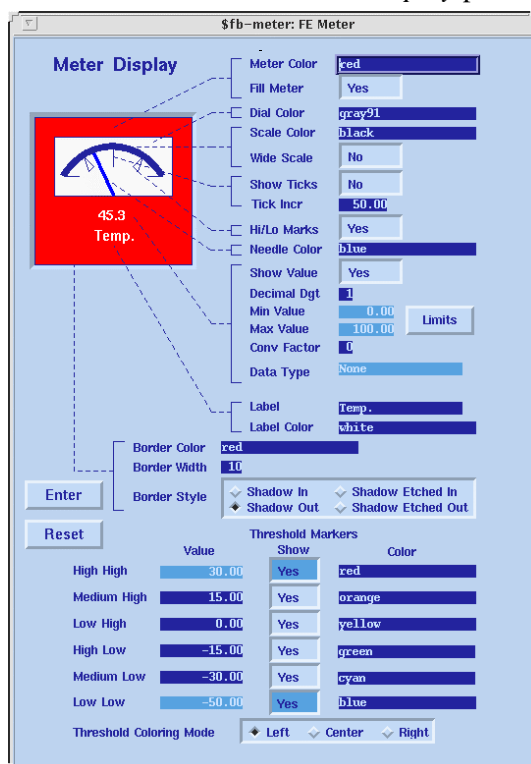 $fb-meter: FE Meter
Meter Display
Meter Color red
Fill Meter Yes
Dial Color gray91
Scale Color black
Wide Scale No
Show Ticks No
Tick Incr 50.00
Hi/Lo Marks Yes
Needle Color blue
45.3
Temp.
Show Value Yes
Decimal Dgt 1
Min Value 0.00
Max Value 100.00
Limits
Conv Factor 0
Data Type None
Label Temp.
Label Color white
Border Color red
Border Width 10
Border Style
Shadow In Shadow Etched In
Shadow Out Shadow Etched Out
Enter
Reset
Threshold Markers
Value Show Color
High High 30.00 Yes red
Medium High 15.00 Yes orange
Low High 0.00 Yes yellow
High Low -15.00 Yes green
Medium Low -30.00 Yes cyan
Low Low -50.00 Yes blue
Threshold Coloring Mode Left Center Right